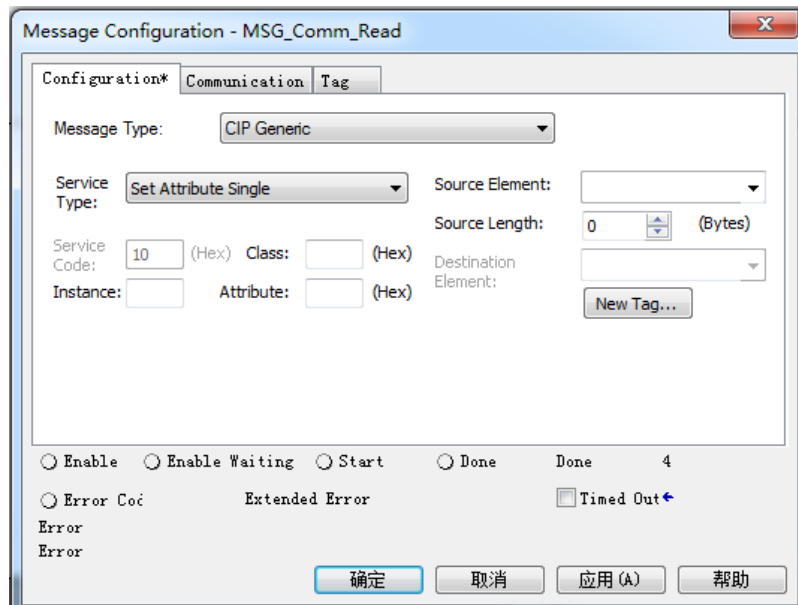 Message Configuration - MSG_Comm_Read
Configuration* Communication Tag
Message Type: CIP Generic
Service Type: Set Attribute Single Source Element:
Source Length: 0 (Bytes)
Service Code: 10 (Hex) Class: (Hex) Destination Element:
Instance: Attribute: (Hex)
New Tag...
Enable Enable Waiting Start Done Done 4
Error Coc Extended Error Timed Out←
Error
Error
确定 取消 应用(A) 帮助